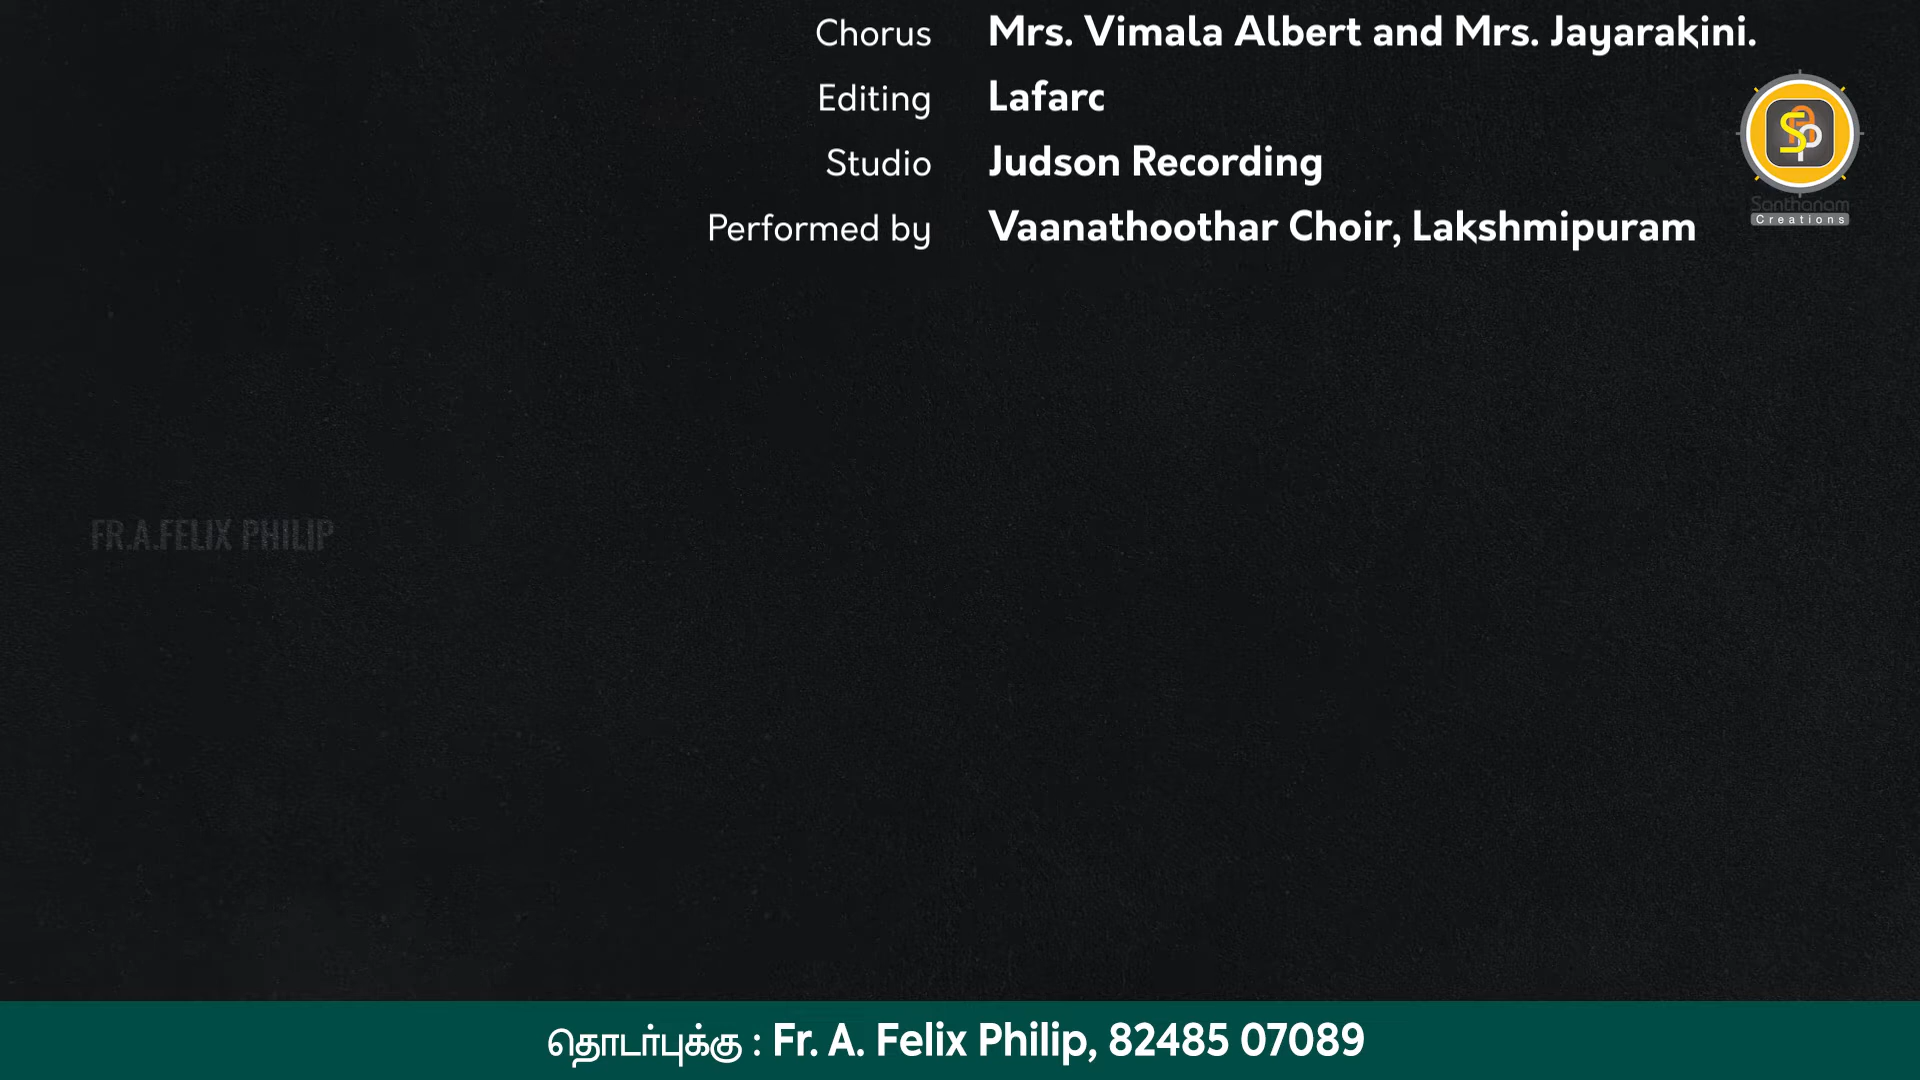 Chorus Mrs. Vimala Albert and Mrs. Jayarakini.
Editing Lafarc
Studio Judson Recording
Performed by Vaanathoothar Choir, Lakshmipuram
Santhanam
Creations
FR.A.FELIX PHILIP
தொடர்புக்கு : Fr. A. Felix Philip, 82485 07089